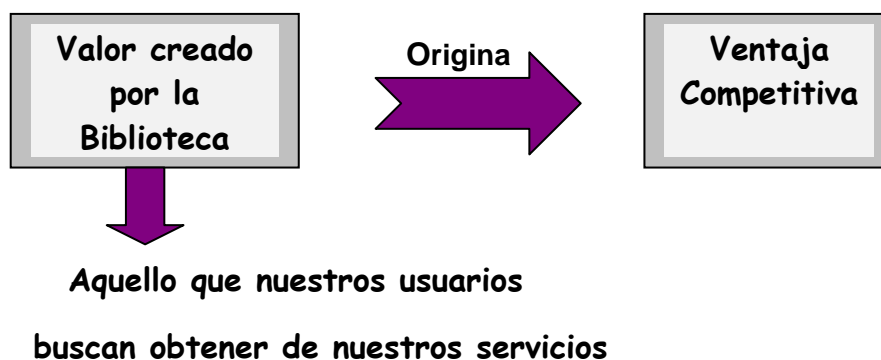 Valor creado
por la
Biblioteca
Origina
Ventaja
Competitiva
Aquello que nuestros usuarios
buscan obtener de nuestros servicios